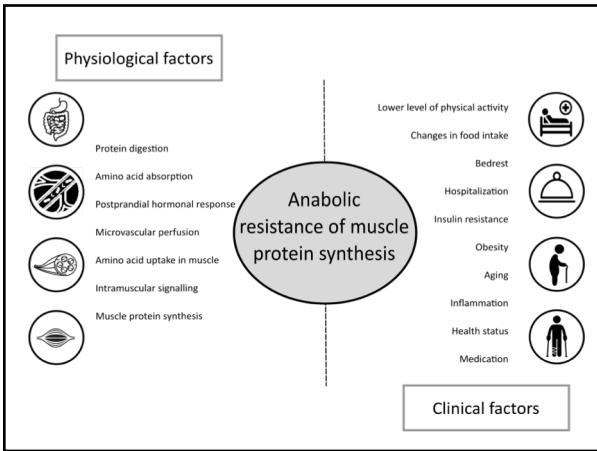 Physiological factors
Protein digestion
Amino acid absorption
Postprandial hormonal response
Microvascular perfusion
Amino acid uptake in muscle
Intramuscular signalling
Muscle protein synthesis
Anabolic
resistance of muscle
protein synthesis
Lower level of physical activity
Changes in food intake
Bedrest
Hospitalization
Insulin resistance
Obesity
Aging
Inflammation
Health status
Medication
Clinical factors